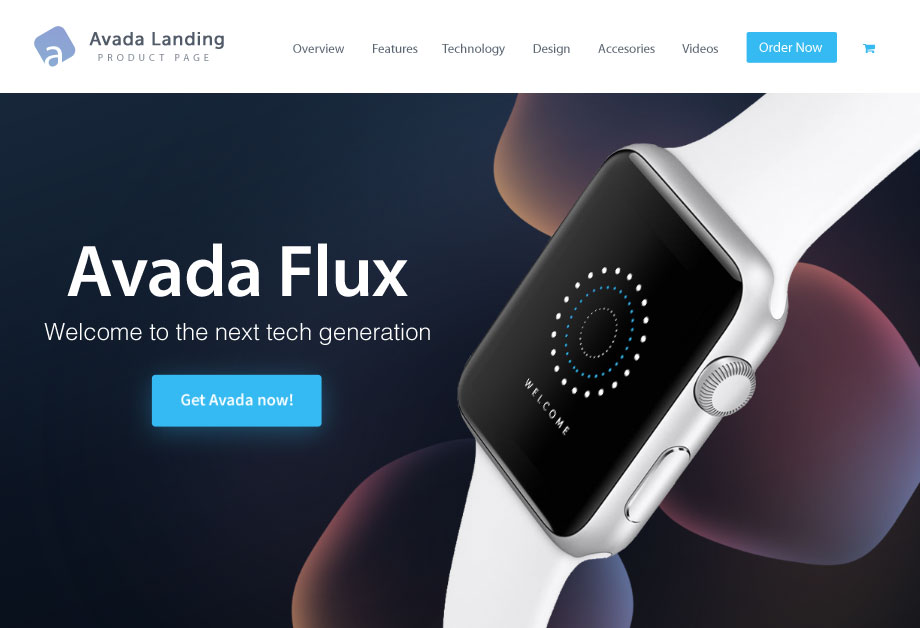 a
Avada Landing
PRODUCT PAGE
Overview Features Technology Design Accesories Videos Order Now
Avada Flux
Welcome to the next tech generation
Get Avada now!
WELCOME